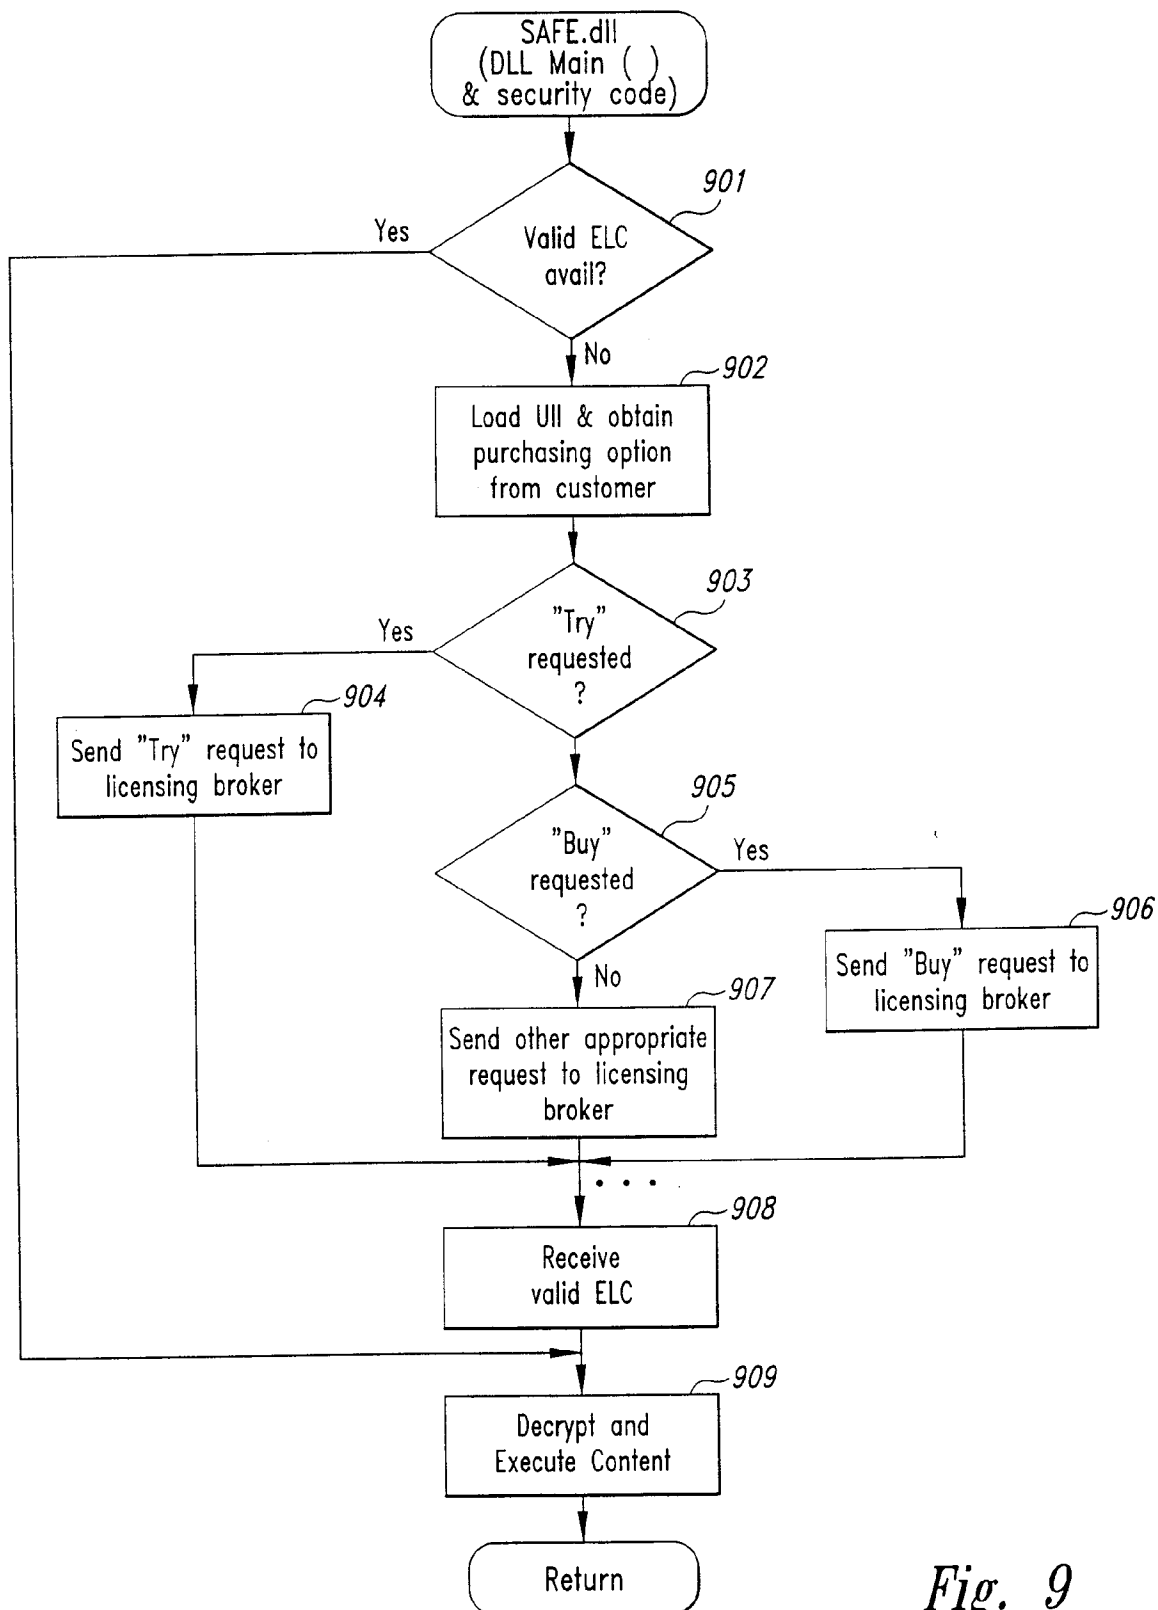 SAFE.dll
(DLL Main ( )
& security code)
901
Yes
Valid ELC
avail?
No
902
Load UII & obtain
purchasing option
from customer
903
Yes
"Try"
requested
?
904
Send "Try" request to
licensing broker
905
"Buy"
requested
?
Yes
906
Send "Buy" request to
licensing broker
No
907
Send other appropriate
request to licensing
broker
. . .
908
Receive
valid ELC
909
Decrypt and
Execute Content
Return
Fig. 9